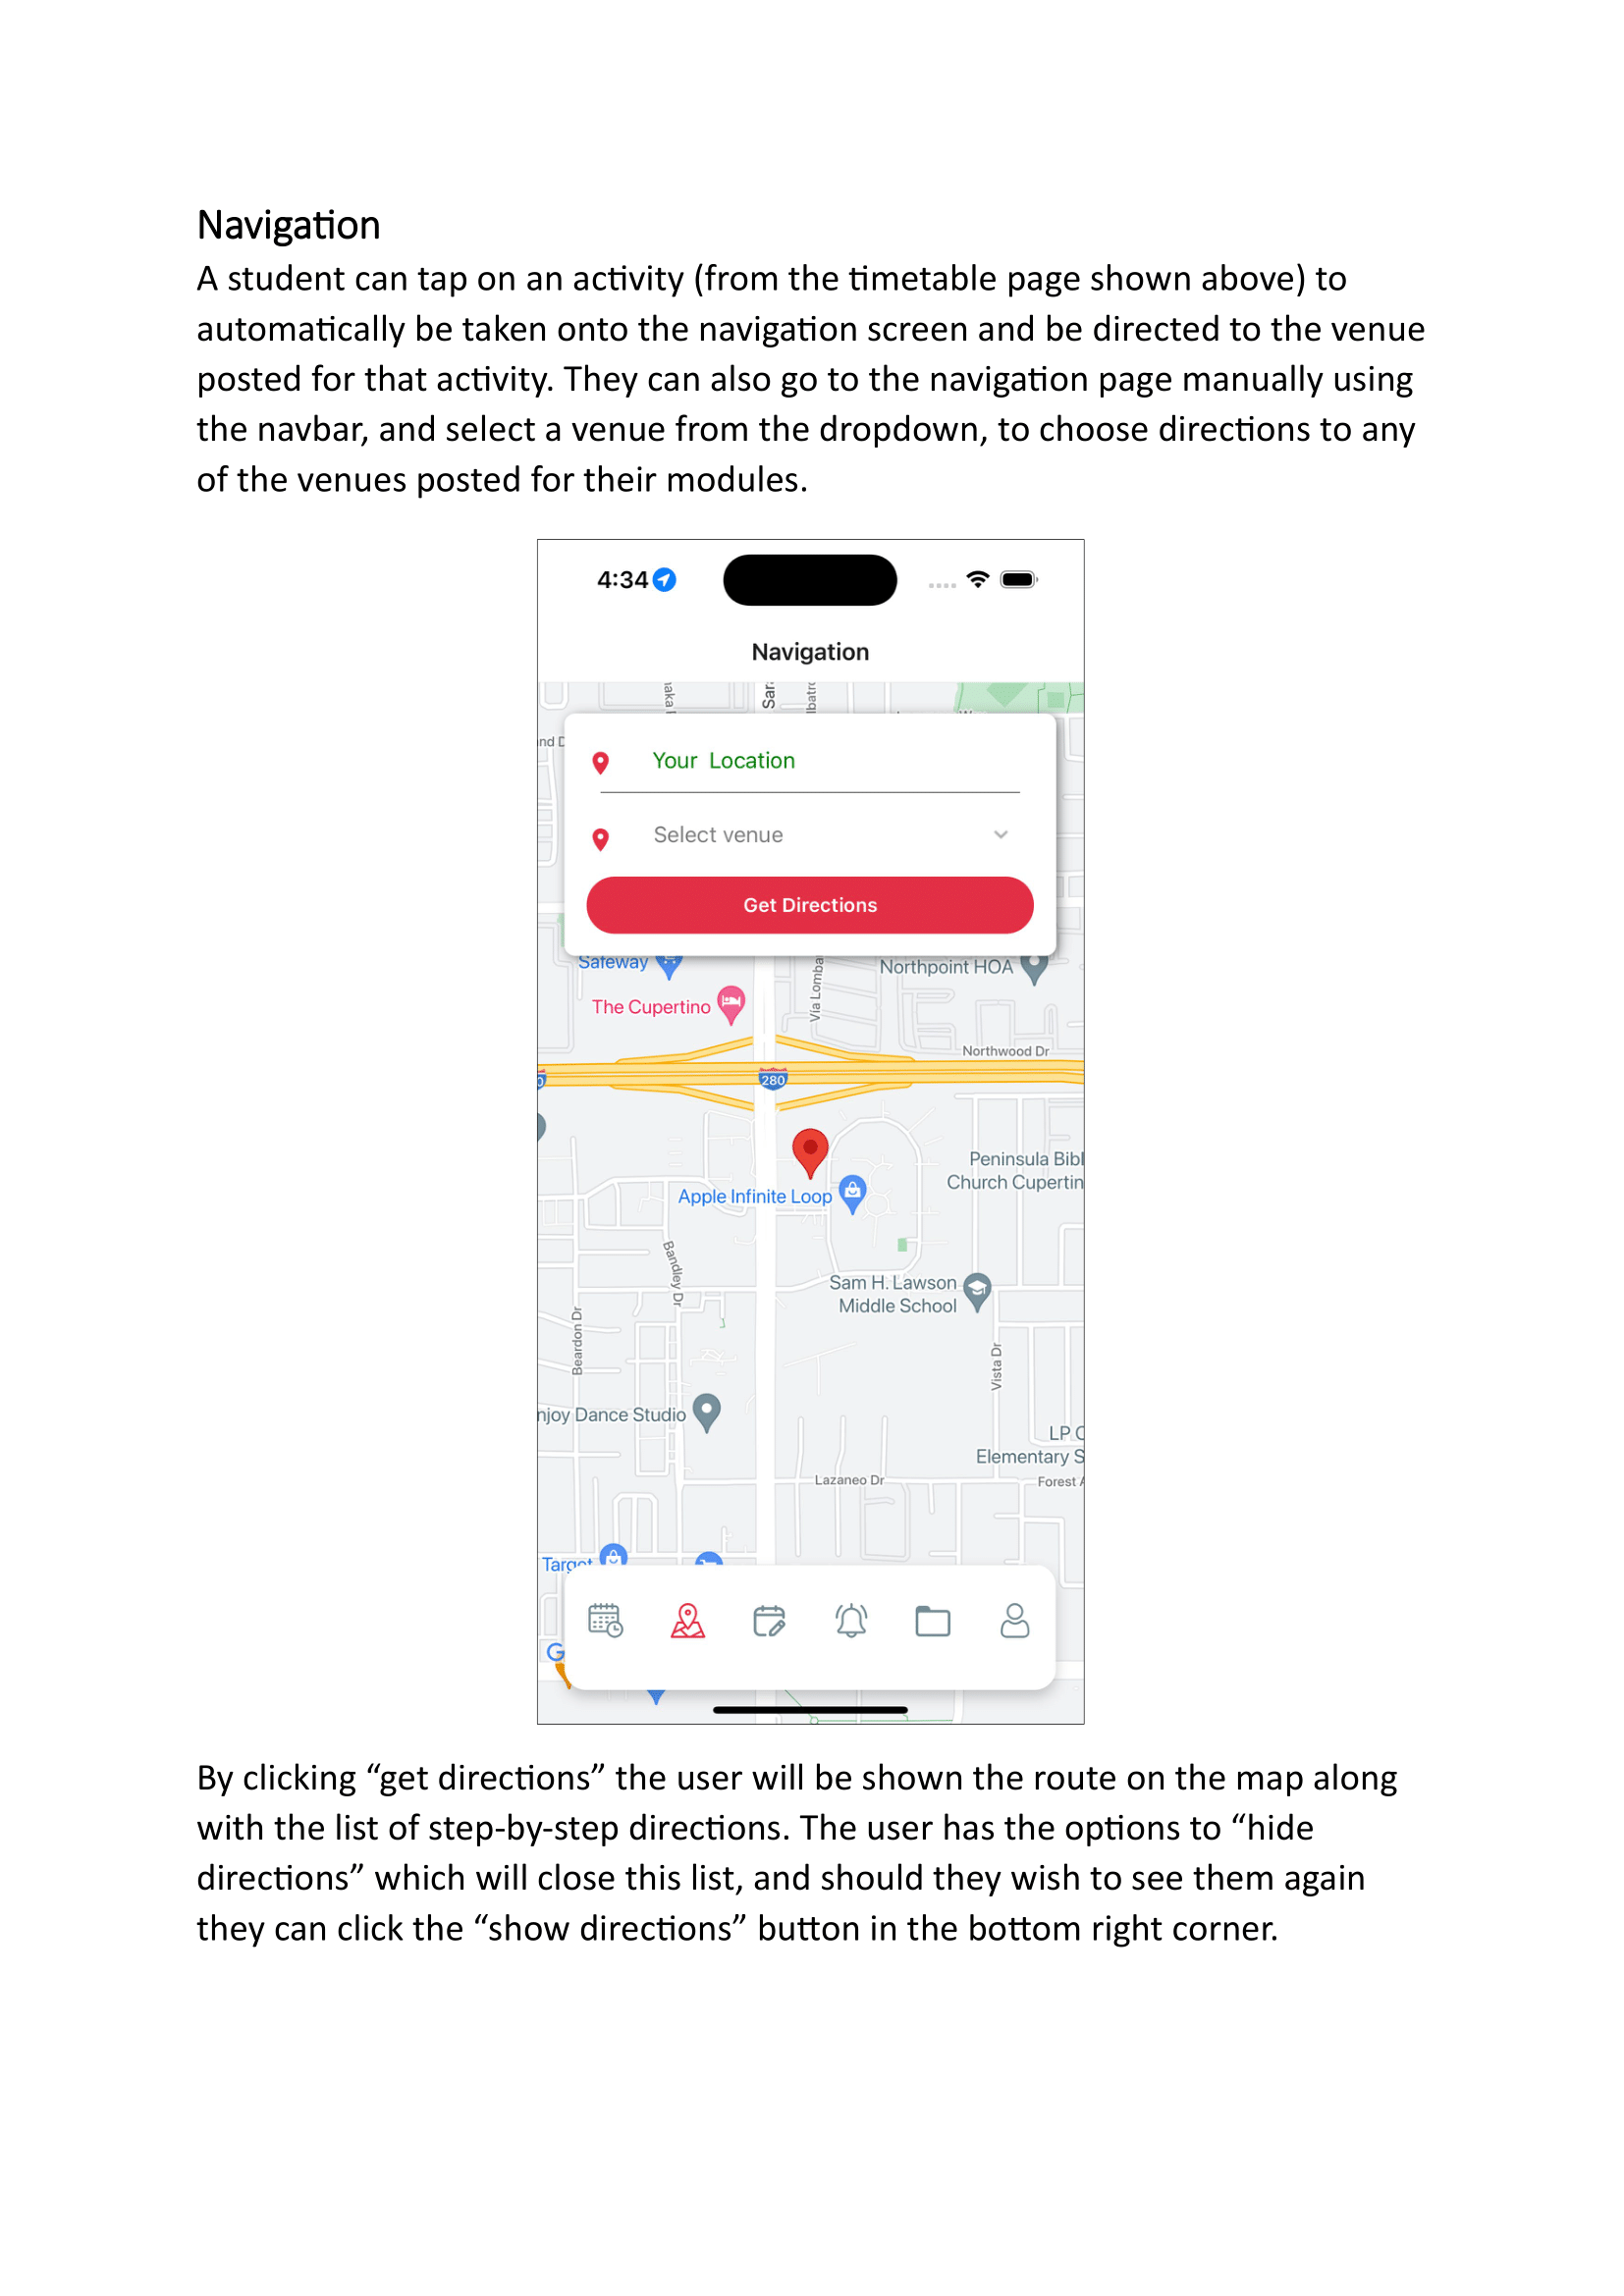 Navigation
A student can tap on an activity (from the timetable page shown above) to
automatically be taken onto the navigation screen and be directed to the venue
posted for that activity. They can also go to the navigation page manually using
the navbar, and select a venue from the dropdown, to choose directions to any
of the venues posted for their modules.
4:34
Navigation
Your Location
Select venue
Get Directions
Safeway
Northpoint HOA
The Cupertino
Via Lomba
Northwood Dr
280
Peninsula Bibl
Church Cupertin
Apple Infinite Loop
Bandley Dr
Sam H. Lawson
Middle School
Beardon Dr
Vista Dr
njoy Dance Studio
LP C
Elementary S
Lazaneo Dr
Forest A
Target
G
By clicking “get directions” the user will be shown the route on the map along
with the list of step-by-step directions. The user has the options to “hide
directions” which will close this list, and should they wish to see them again
they can click the “show directions” button in the bottom right corner.